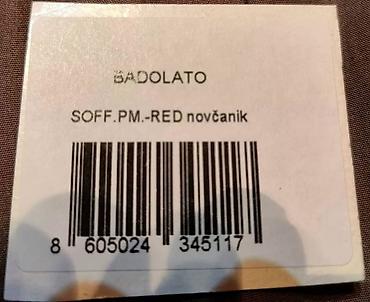 BADOLATO
SOFF.PM.-RED novčanik
8 605024 345117